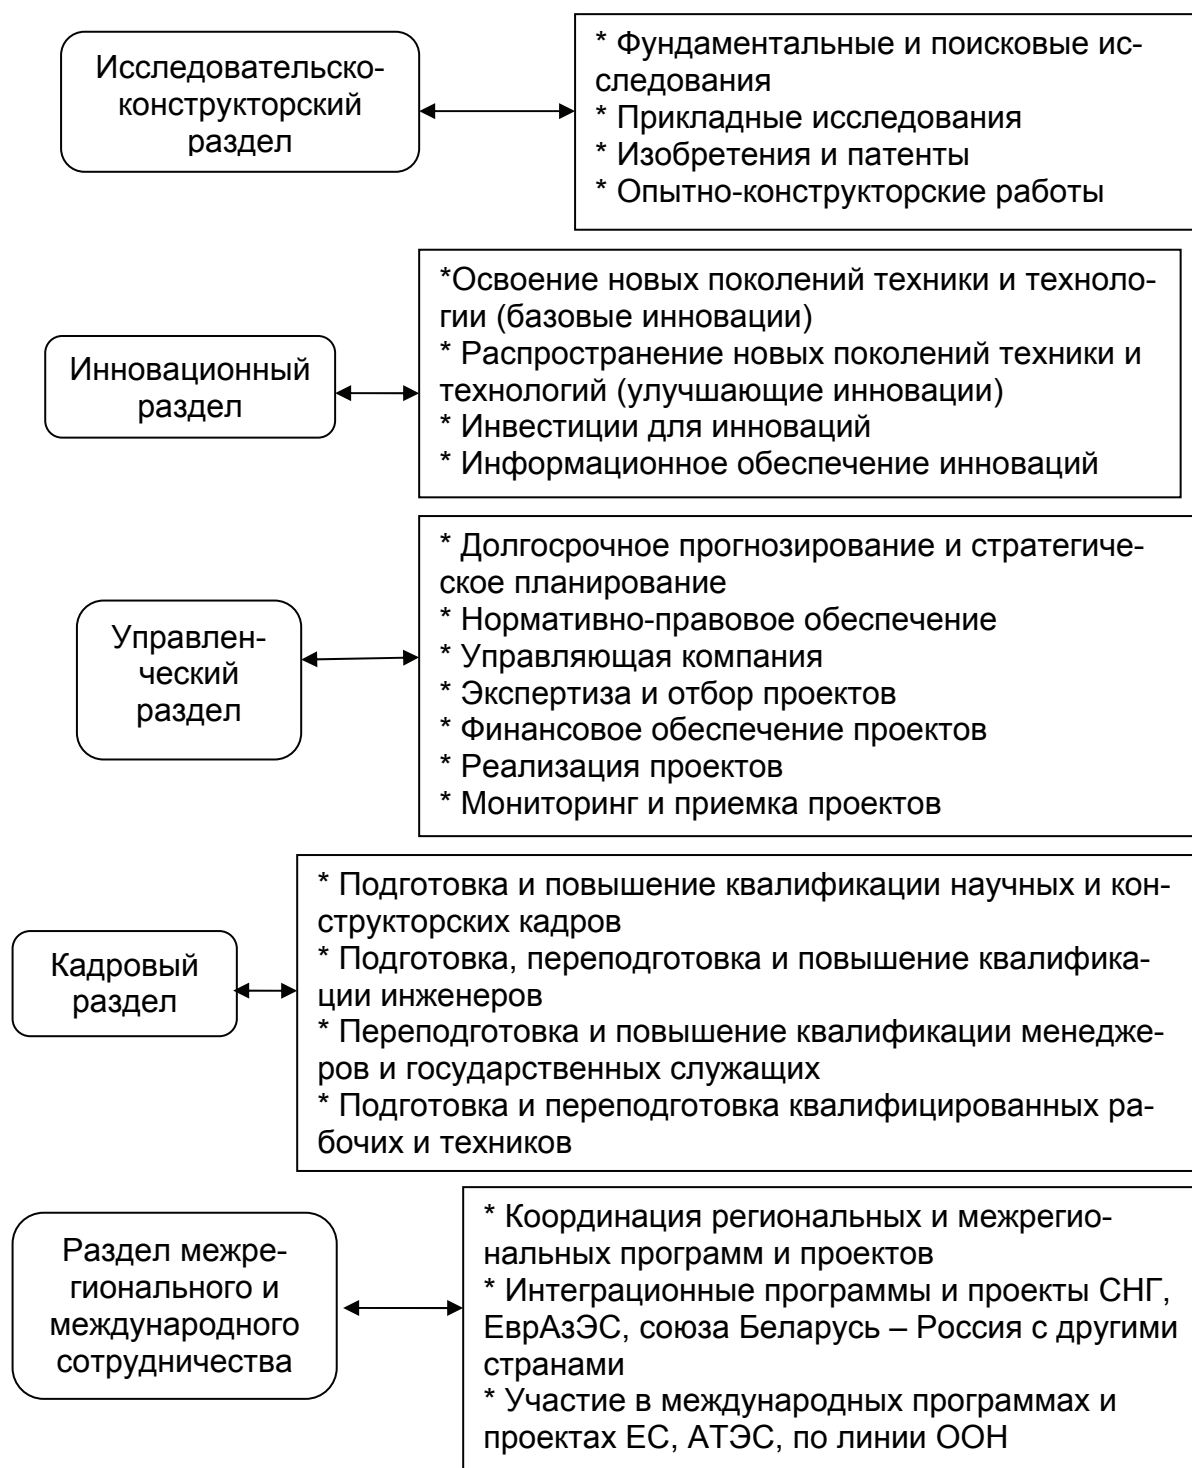 Исследовательско-
конструкторский
раздел
* Фундаментальные и поисковые ис-
следования
* Прикладные исследования
* Изобретения и патенты
* Опытно-конструкторские работы
Инновационный
раздел
*Освоение новых поколений техники и техноло-
гии (базовые инновации)
* Распространение новых поколений техники и
технологий (улучшающие инновации)
* Инвестиции для инноваций
* Информационное обеспечение инноваций
Управлен-
ческий
раздел
* Долгосрочное прогнозирование и стратегиче-
ское планирование
* Нормативно-правовое обеспечение
* Управляющая компания
* Экспертиза и отбор проектов
* Финансовое обеспечение проектов
* Реализация проектов
* Мониторинг и приемка проектов
Кадровый
раздел
* Подготовка и повышение квалификации научных и кон-
структорских кадров
* Подготовка, переподготовка и повышение квалифика-
ции инженеров
* Переподготовка и повышение квалификации менедже-
ров и государственных служащих
* Подготовка и переподготовка квалифицированных ра-
бочих и техников
Раздел межре-
гионального и
международного
сотрудничества
* Координация региональных и межрегио-
нальных программ и проектов
* Интеграционные программы и проекты СНГ,
ЕврАзЭС, союза Беларусь – Россия с другими
странами
* Участие в международных программах и
проектах ЕС, АТЭС, по линии ООН